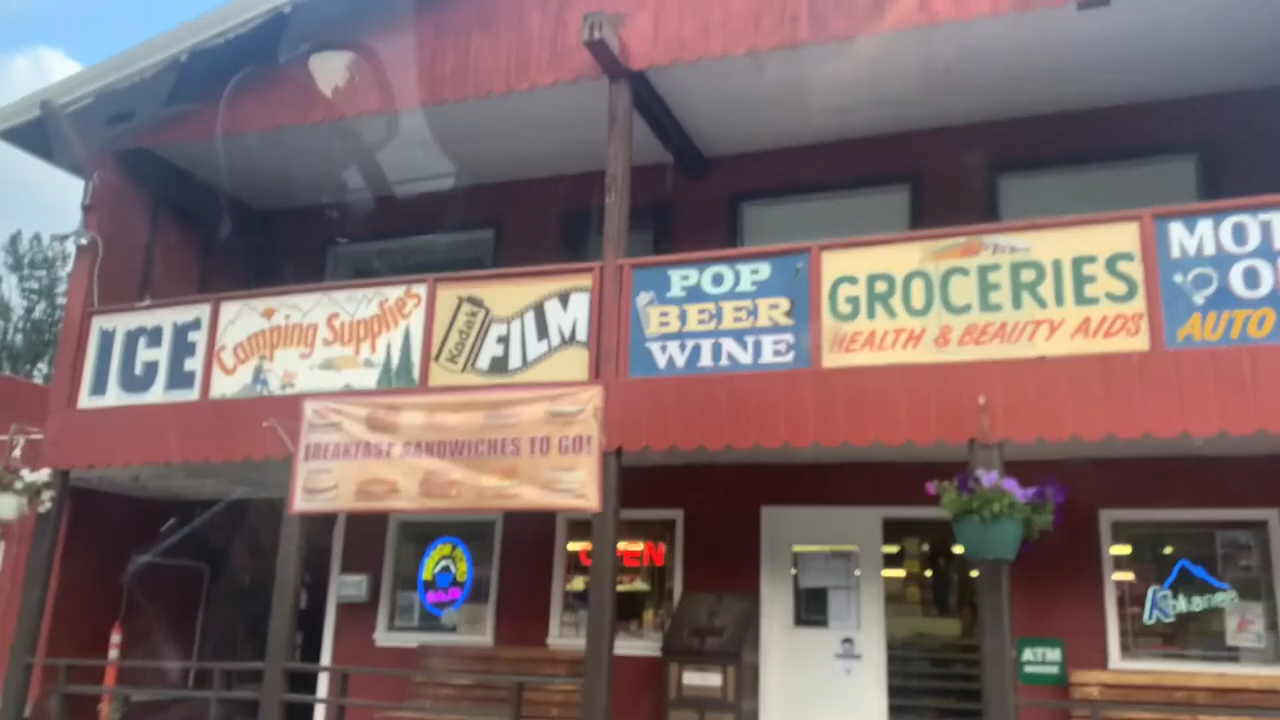 ICE
Camping Supplies
Kodak
FILM
POP
BEER
WINE
GROCERIES
HEALTH & BEAUTY AIDS
MOT
O
AUTO
BREAKFAST SANDWICHES TO GO!
OPEN
Kokanee
ATM